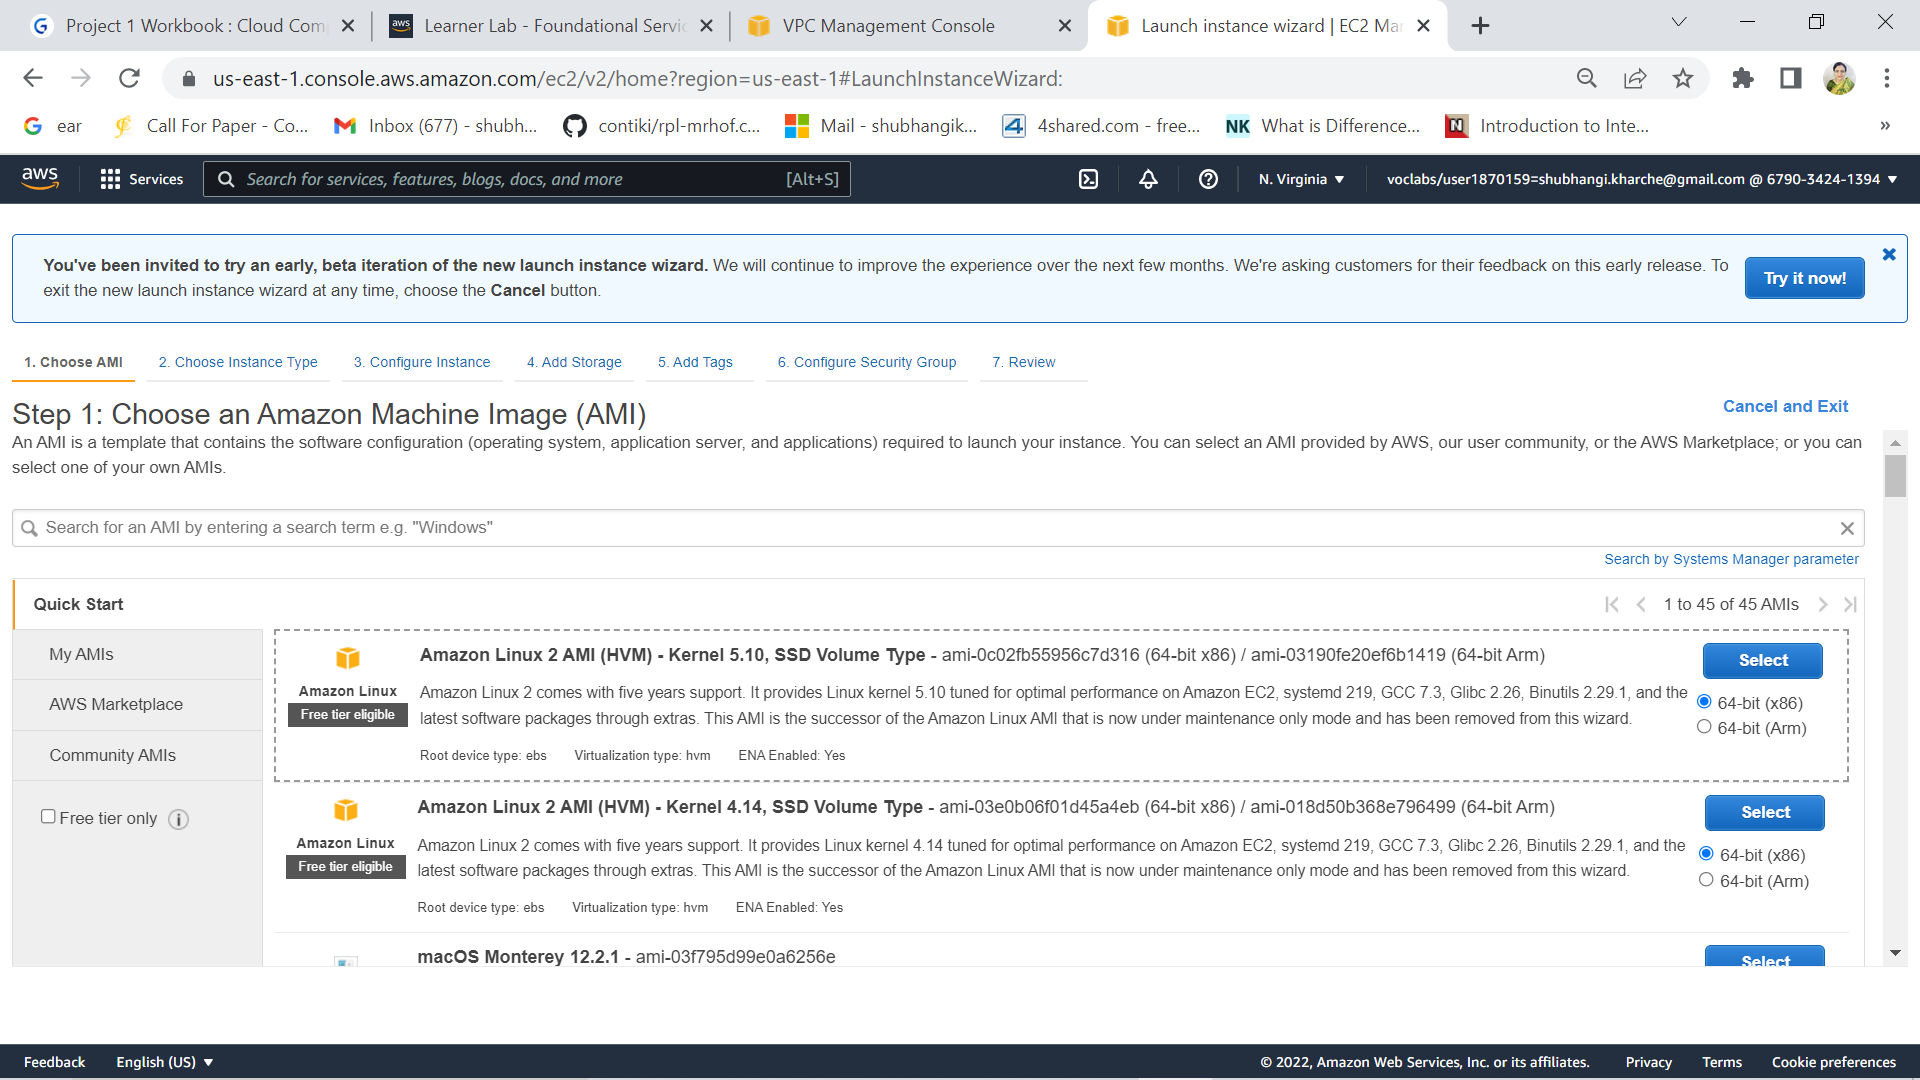 Project 1 Workbook : Cloud Com
Learner Lab - Foundational Servic
VPC Management Console
Launch instance wizard | EC2 Mar
us-east-1.console.aws.amazon.com/ec2/v2/home?region=us-east-1#LaunchInstanceWizard:
ear
Call For Paper - Co...
Inbox (677) - shubh...
contiki/rpl-mrhof.c...
Mail - shubhangik...
4shared.com - free...
NK What is Difference...
Introduction to Inte...
»
aws
Services
Search for services, features, blogs, docs, and more [Alt+S]
N. Virginia
voclabs/user1870159=shubhangi.kharche@gmail.com @ 6790-3424-1394
You've been invited to try an early, beta iteration of the new launch instance wizard. We will continue to improve the experience over the next few months. We're asking customers for their feedback on this early release. To
exit the new launch instance wizard at any time, choose the Cancel button.
Try it now!
1. Choose AMI
2. Choose Instance Type
3. Configure Instance
4. Add Storage
5. Add Tags
6. Configure Security Group
7. Review
Step 1: Choose an Amazon Machine Image (AMI)
Cancel and Exit
An AMI is a template that contains the software configuration (operating system, application server, and applications) required to launch your instance. You can select an AMI provided by AWS, our user community, or the AWS Marketplace; or you can
select one of your own AMIs.
Search for an AMI by entering a search term e.g. "Windows"
Search by Systems Manager parameter
Quick Start
1 to 45 of 45 AMIs
My AMIs
AWS Marketplace
Community AMIs
Free tier only
Amazon Linux
Free tier eligible
Amazon Linux 2 AMI (HVM) - Kernel 5.10, SSD Volume Type - ami-0c02fb55956c7d316 (64-bit x86) / ami-03190fe20ef6b1419 (64-bit Arm)
Amazon Linux 2 comes with five years support. It provides Linux kernel 5.10 tuned for optimal performance on Amazon EC2, systemd 219, GCC 7.3, Glibc 2.26, Binutils 2.29.1, and the
latest software packages through extras. This AMI is the successor of the Amazon Linux AMI that is now under maintenance only mode and has been removed from this wizard.
Root device type: ebs Virtualization type: hvm ENA Enabled: Yes
Select
64-bit (x86)
64-bit (Arm)
Amazon Linux
Free tier eligible
Amazon Linux 2 AMI (HVM) - Kernel 4.14, SSD Volume Type - ami-03e0b06f01d45a4eb (64-bit x86) / ami-018d50b368e796499 (64-bit Arm)
Amazon Linux 2 comes with five years support. It provides Linux kernel 4.14 tuned for optimal performance on Amazon EC2, systemd 219, GCC 7.3, Glibc 2.26, Binutils 2.29.1, and the
latest software packages through extras. This AMI is the successor of the Amazon Linux AMI that is now under maintenance only mode and has been removed from this wizard.
Root device type: ebs Virtualization type: hvm ENA Enabled: Yes
Select
64-bit (x86)
64-bit (Arm)
macOS Monterey 12.2.1 - ami-03f795d99e0a6256e
Select
Feedback
English (US)
© 2022, Amazon Web Services, Inc. or its affiliates.
Privacy
Terms
Cookie preferences